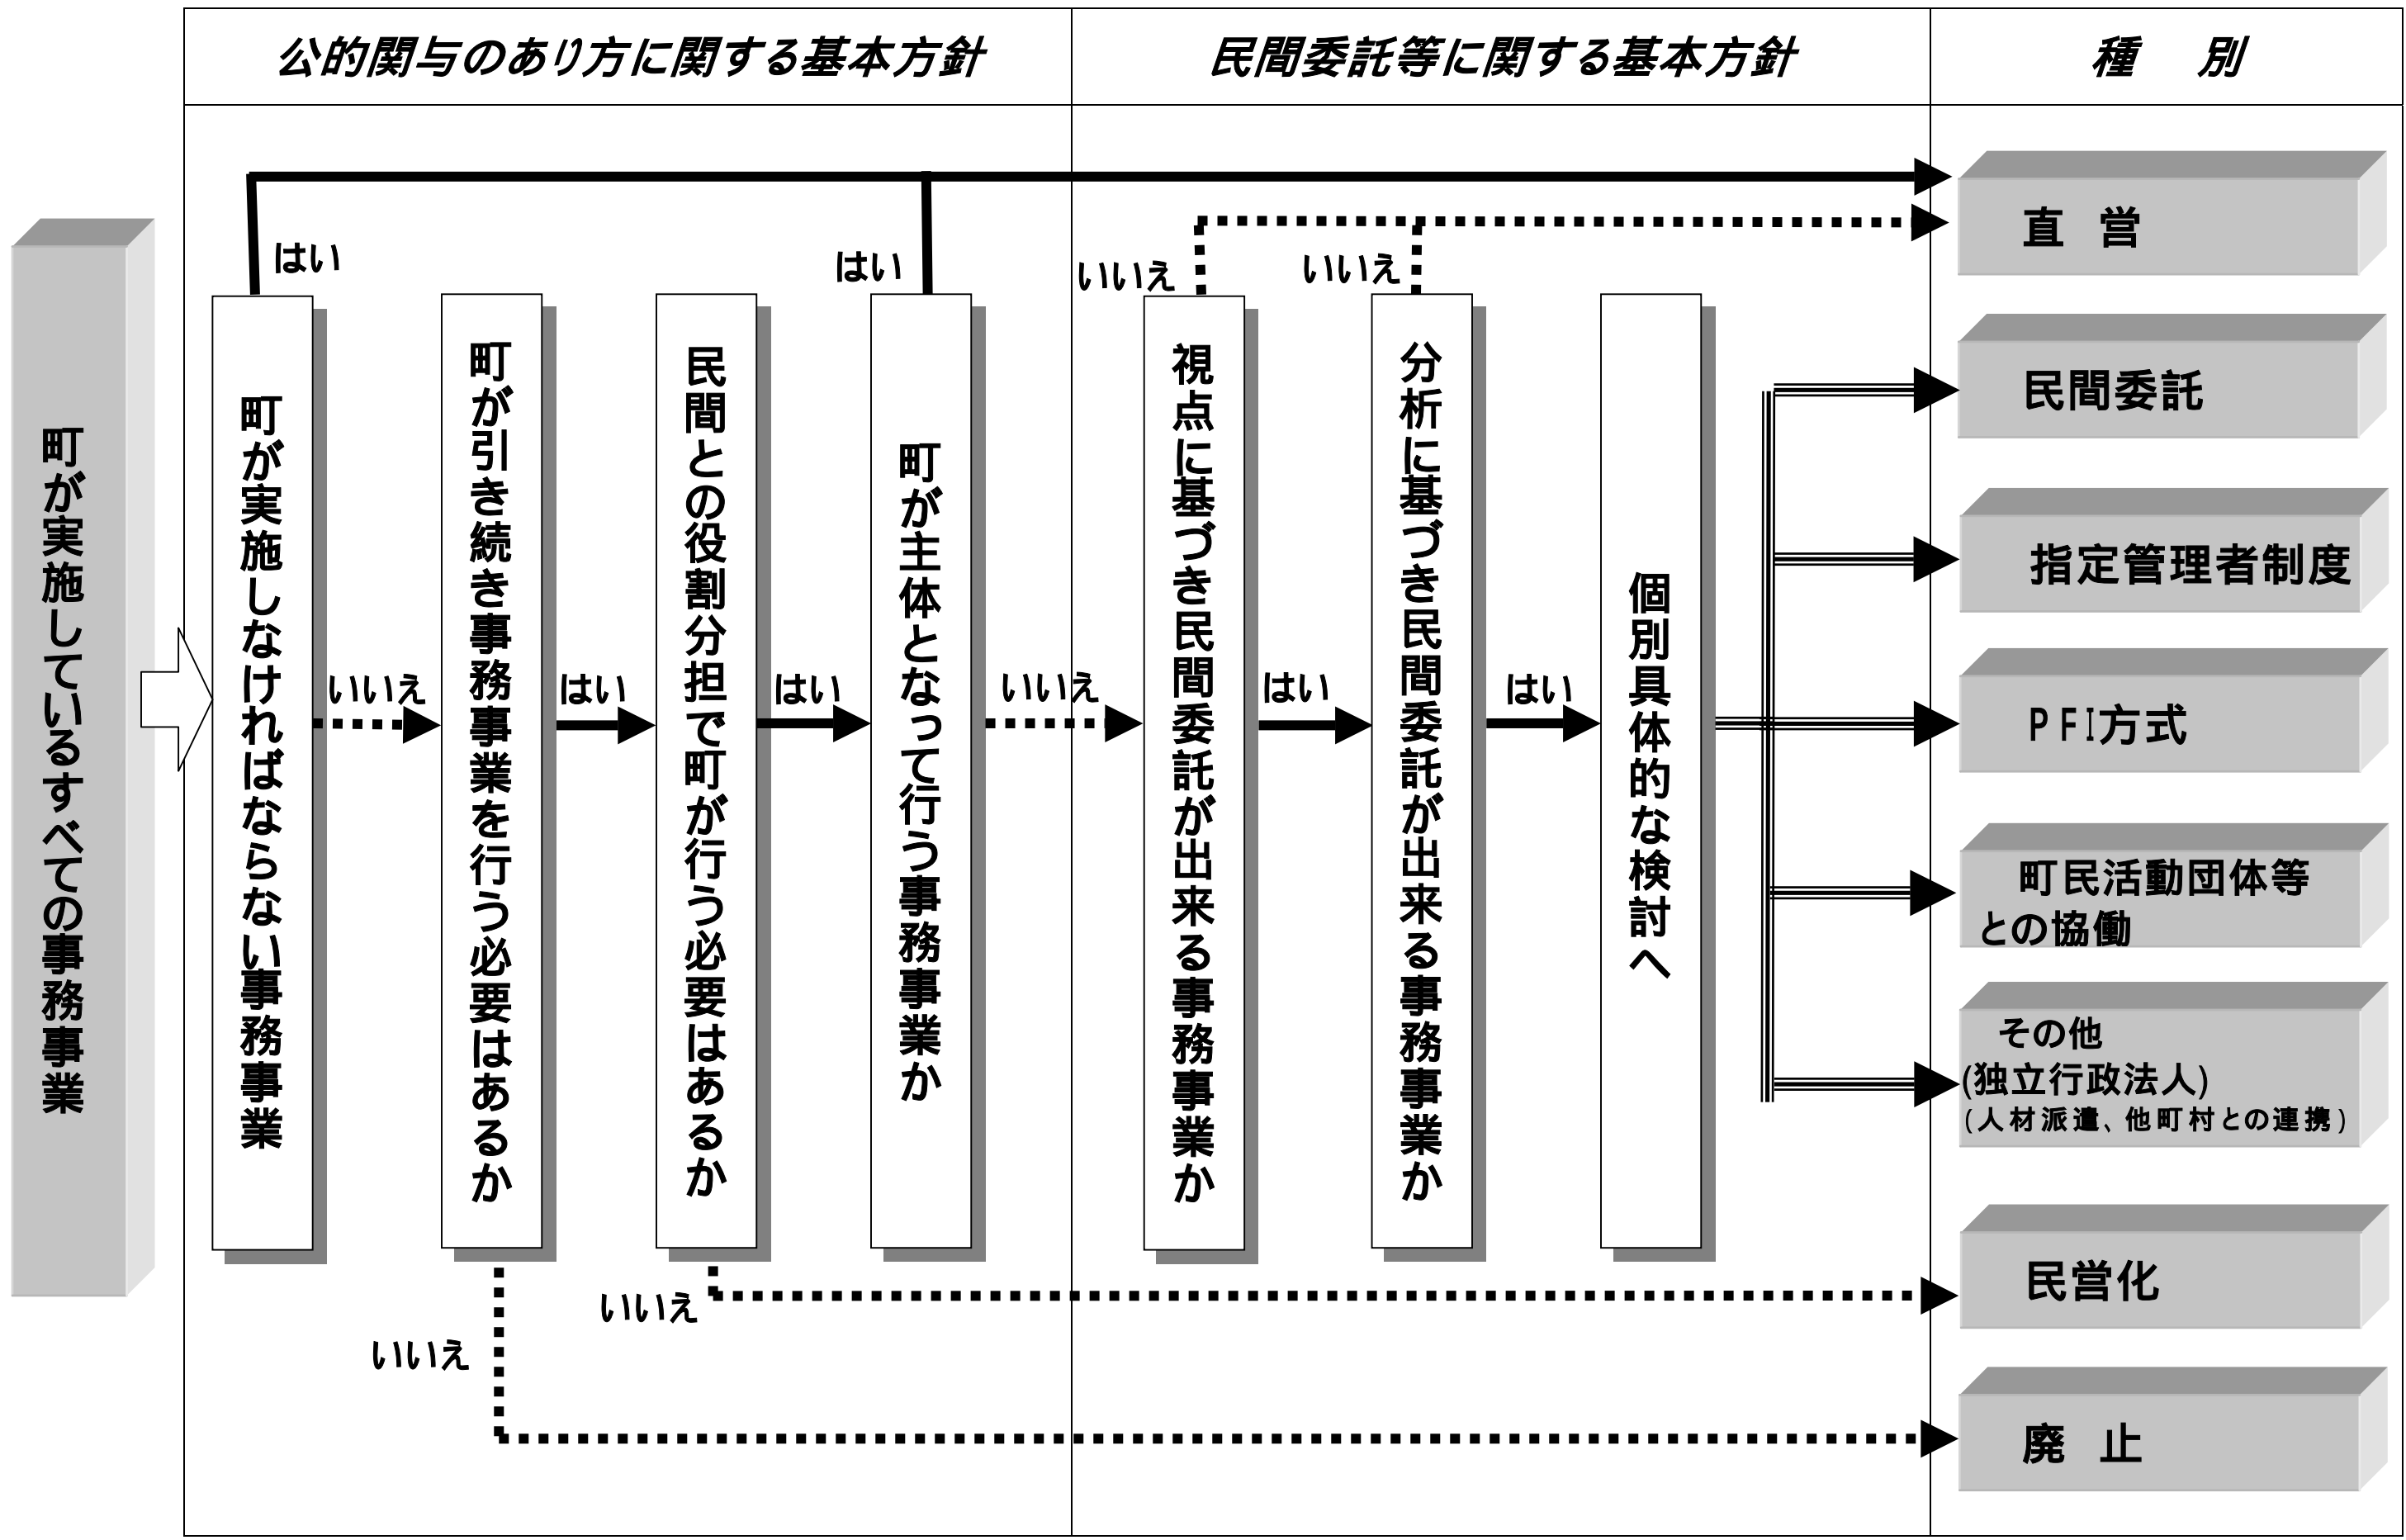 公的関与のあり方に関する基本方針
民間委託等に関する基本方針
種　別
町が実施しているすべての事務事業
はい
はい
いいえ
いいえ
町が実施しなければならない事務事業
いいえ
町が引き続き事務事業を行う必要はあるか
はい
民間との役割分担で町が行う必要はあるか
はい
町が主体となって行う事務事業か
いいえ
視点に基づき民間委託が出来る事務事業か
はい
分析に基づき民間委託が出来る事務事業か
はい
個別具体的な検討へ
いいえ
いいえ
直　営
民間委託
指定管理者制度
ＰＦＩ方式
町民活動団体等
との協働
その他
(独立行政法人)
(人材派遣、他町村との連携)
民営化
廃　止